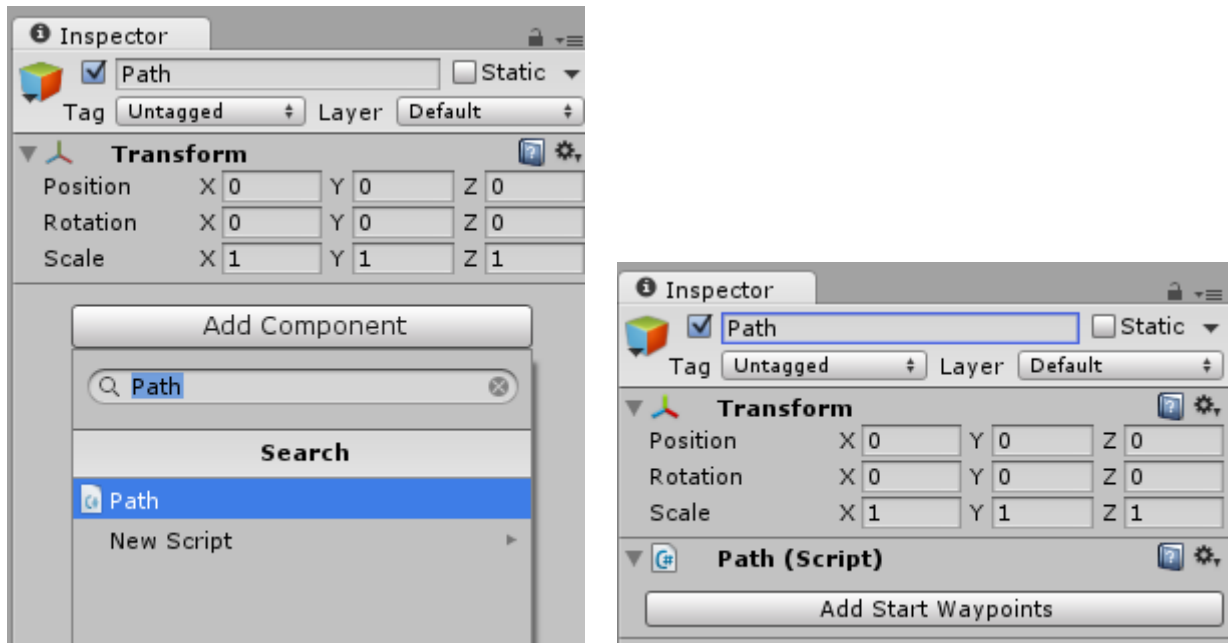 Inspector
Path Static
Tag Untagged Layer Default
Transform
Position X 0 Y 0 Z 0
Rotation X 0 Y 0 Z 0
Scale X 1 Y 1 Z 1
Add Component
Path
Search
Path
New Script
Inspector
Path Static
Tag Untagged Layer Default
Transform
Position X 0 Y 0 Z 0
Rotation X 0 Y 0 Z 0
Scale X 1 Y 1 Z 1
Path (Script)
Add Start Waypoints